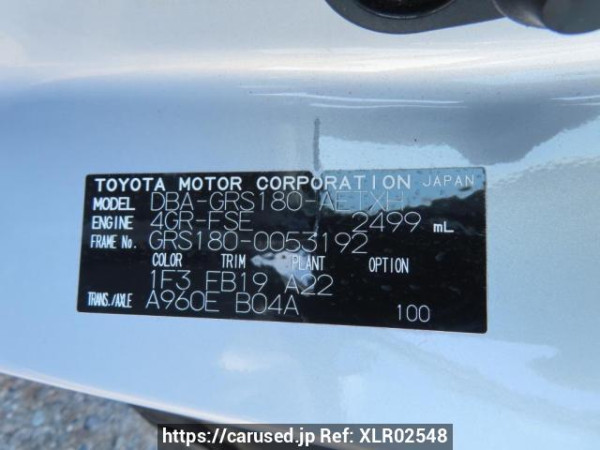 TOYOTA MOTOR CORPORATION JAPAN
MODEL DBA-GRS180-AETXH
ENGINE 4GR-FSE 2499 mL
FRAME No. GRS180-0053192
COLOR TRIM PLANT OPTION
1F3 EB19 A22
TRANS./AXLE A960E B04A 100
https://carused.jp Ref: XLR02548